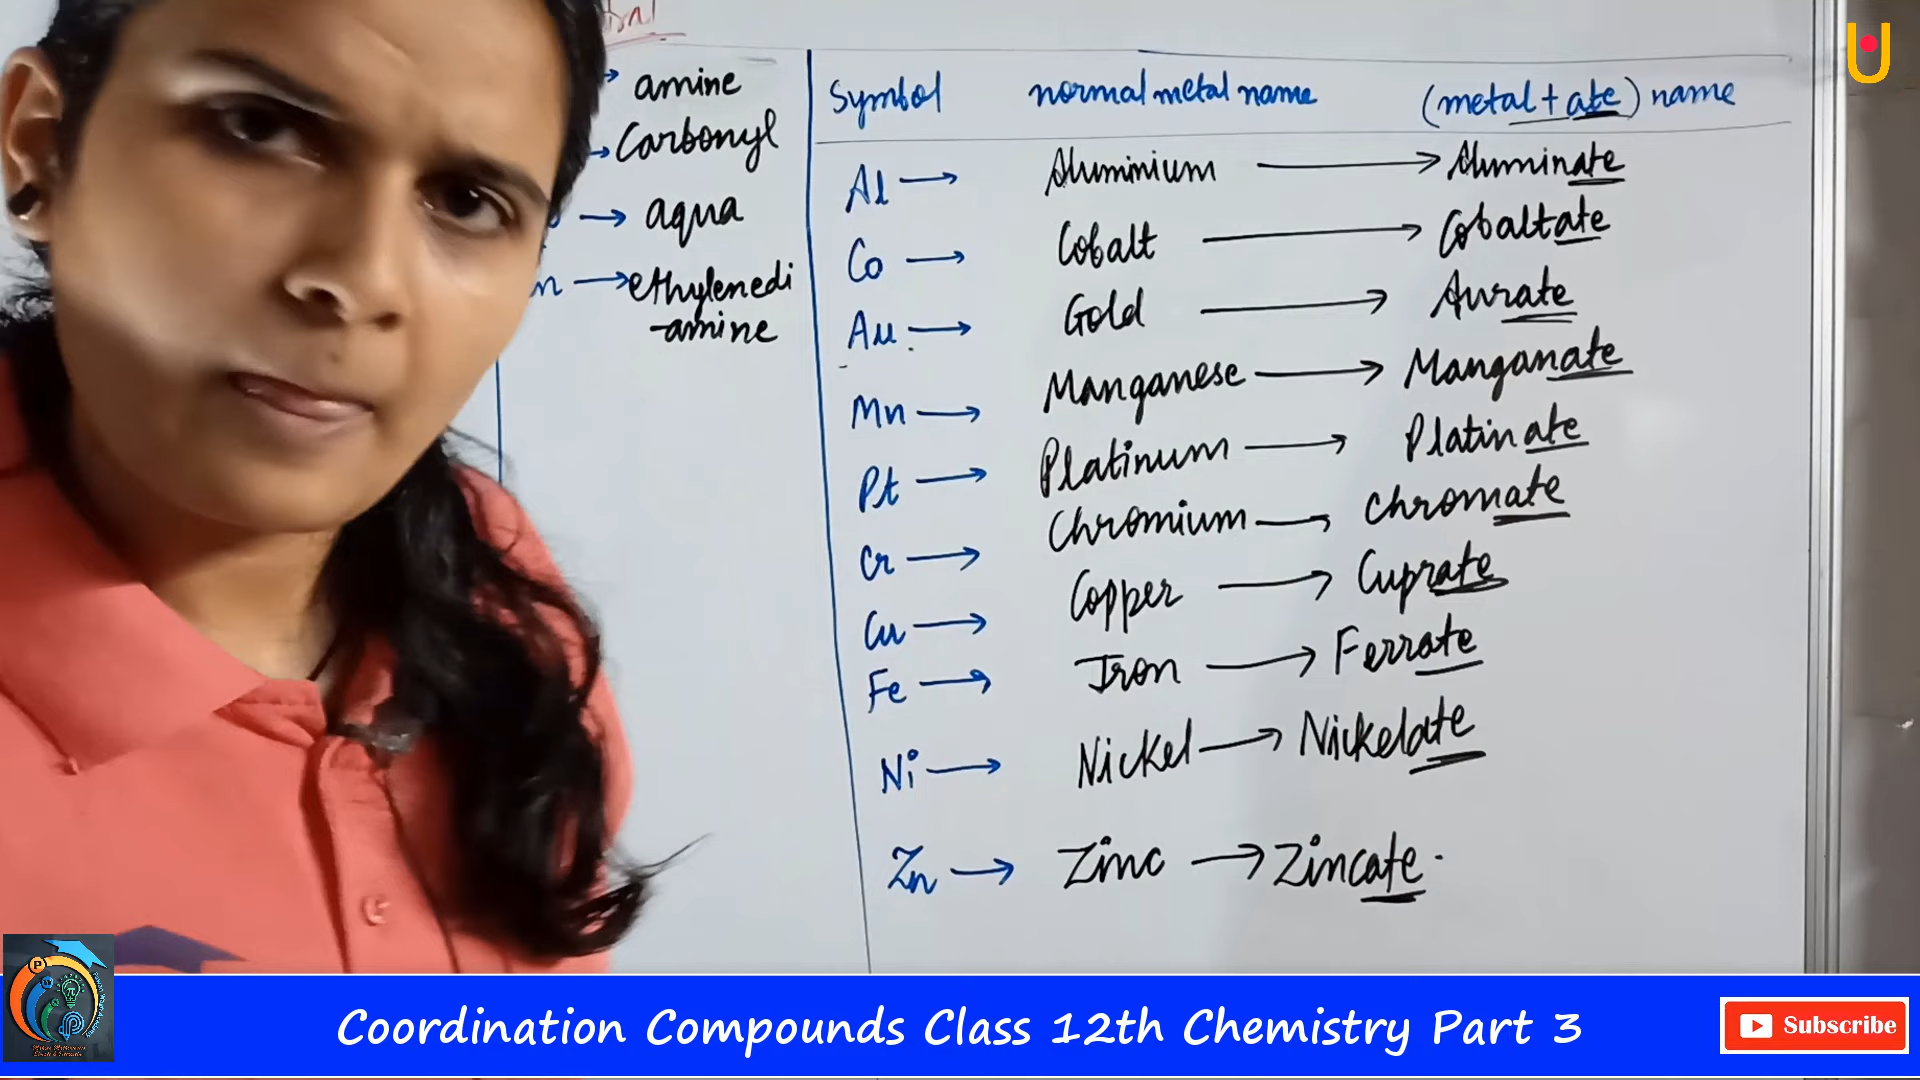 amine
Carbonyl
aqua
n → ethylenedi
-amine
Symbol normal metal name (metal + ate) name
Al → Aluminium → Aluminate
Co → Cobalt → Cobaltate
Au → Gold → Aurate
Mn → Manganese → Manganate
Pt → Platinum → Platinate
Cr → Chromium → Chromate
Cu → Copper → Cuprate
Fe → Iron → Ferrate
Ni → Nickel → Nickelate
Zn → Zinc → Zincate
Coordination Compounds Class 12th Chemistry Part 3
Subscribe